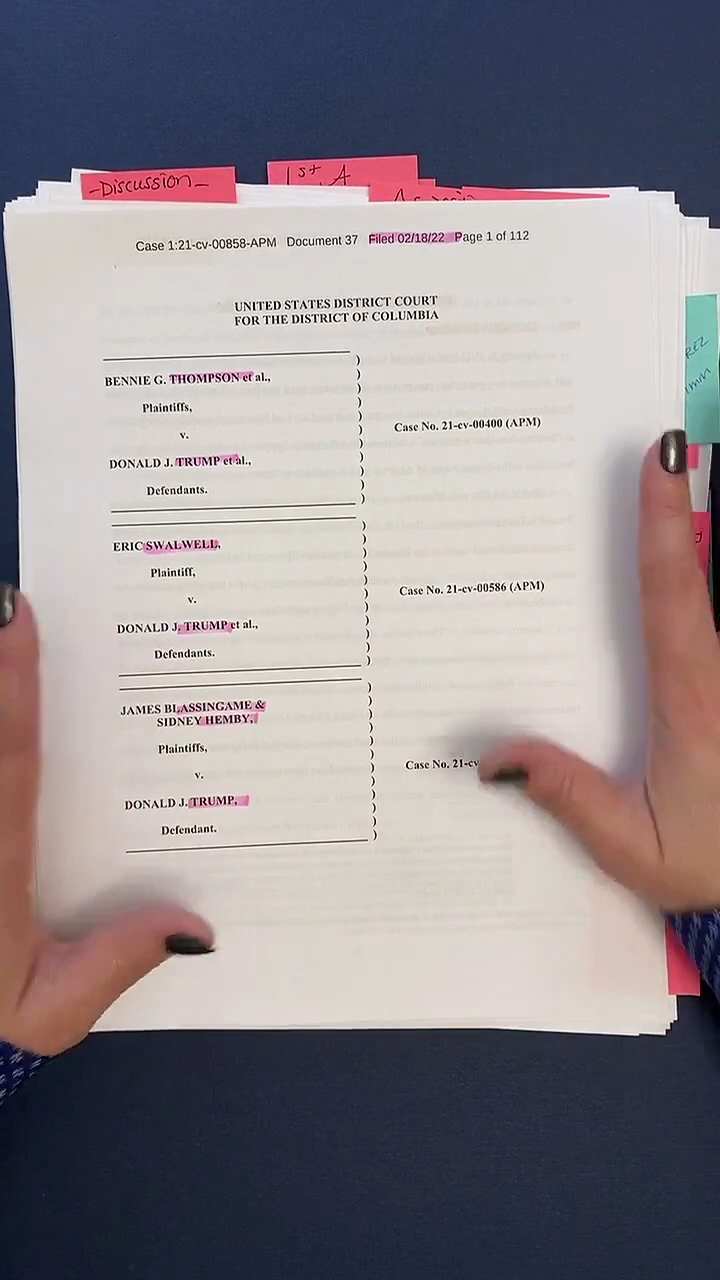 -Discussion-
1st A
Case 1:21-cv-00858-APM Document 37 Filed 02/18/22 Page 1 of 112
UNITED STATES DISTRICT COURT
FOR THE DISTRICT OF COLUMBIA
BENNIE G. THOMPSON et al.,
Plaintiffs,
v.
DONALD J. TRUMP et al.,
Defendants.
Case No. 21-cv-00400 (APM)
ERIC SWALWELL,
Plaintiff,
v.
DONALD J. TRUMP et al.,
Defendants.
Case No. 21-cv-00586 (APM)
JAMES BLASSINGAME &
SIDNEY HEMBY,
Plaintiffs,
v.
DONALD J. TRUMP,
Defendant.
Case No. 21-cv